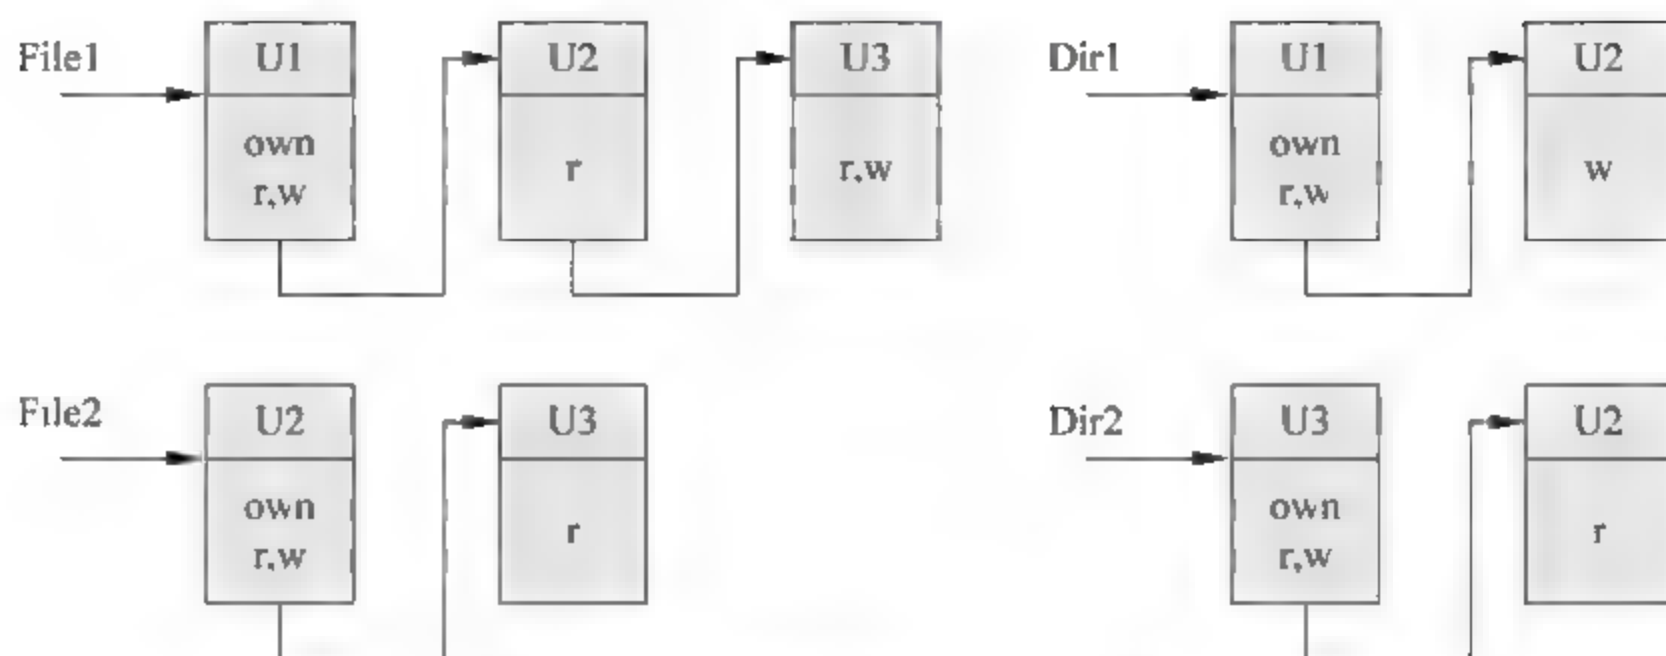 File1
U1
own
r,w
U2
r
U3
r,w
Dir1
U1
own
r,w
U2
w
File2
U2
own
r,w
U3
r
Dir2
U3
own
r,w
U2
r